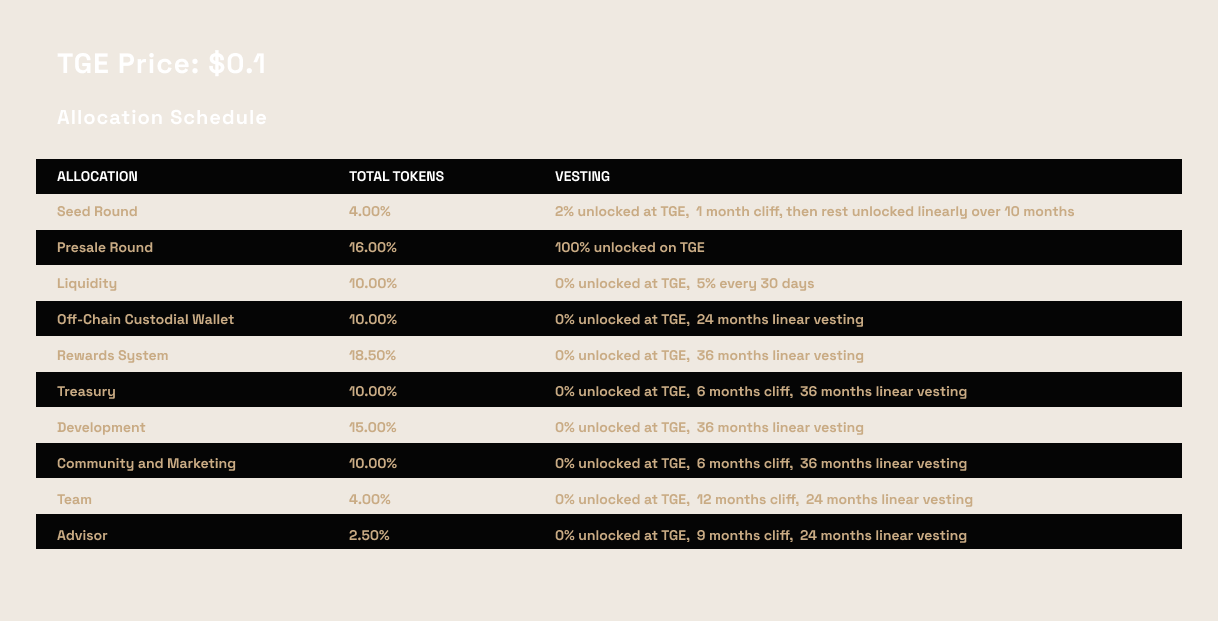 TGE Price: $0.1
Allocation Schedule
ALLOCATION TOTAL TOKENS VESTING
Seed Round 4.00% 2% unlocked at TGE, 1 month cliff, then rest unlocked linearly over 10 months
Presale Round 16.00% 100% unlocked on TGE
Liquidity 10.00% 0% unlocked at TGE, 5% every 30 days
Off-Chain Custodial Wallet 10.00% 0% unlocked at TGE, 24 months linear vesting
Rewards System 18.50% 0% unlocked at TGE, 36 months linear vesting
Treasury 10.00% 0% unlocked at TGE, 6 months cliff, 36 months linear vesting
Development 15.00% 0% unlocked at TGE, 36 months linear vesting
Community and Marketing 10.00% 0% unlocked at TGE, 6 months cliff, 36 months linear vesting
Team 4.00% 0% unlocked at TGE, 12 months cliff, 24 months linear vesting
Advisor 2.50% 0% unlocked at TGE, 9 months cliff, 24 months linear vesting